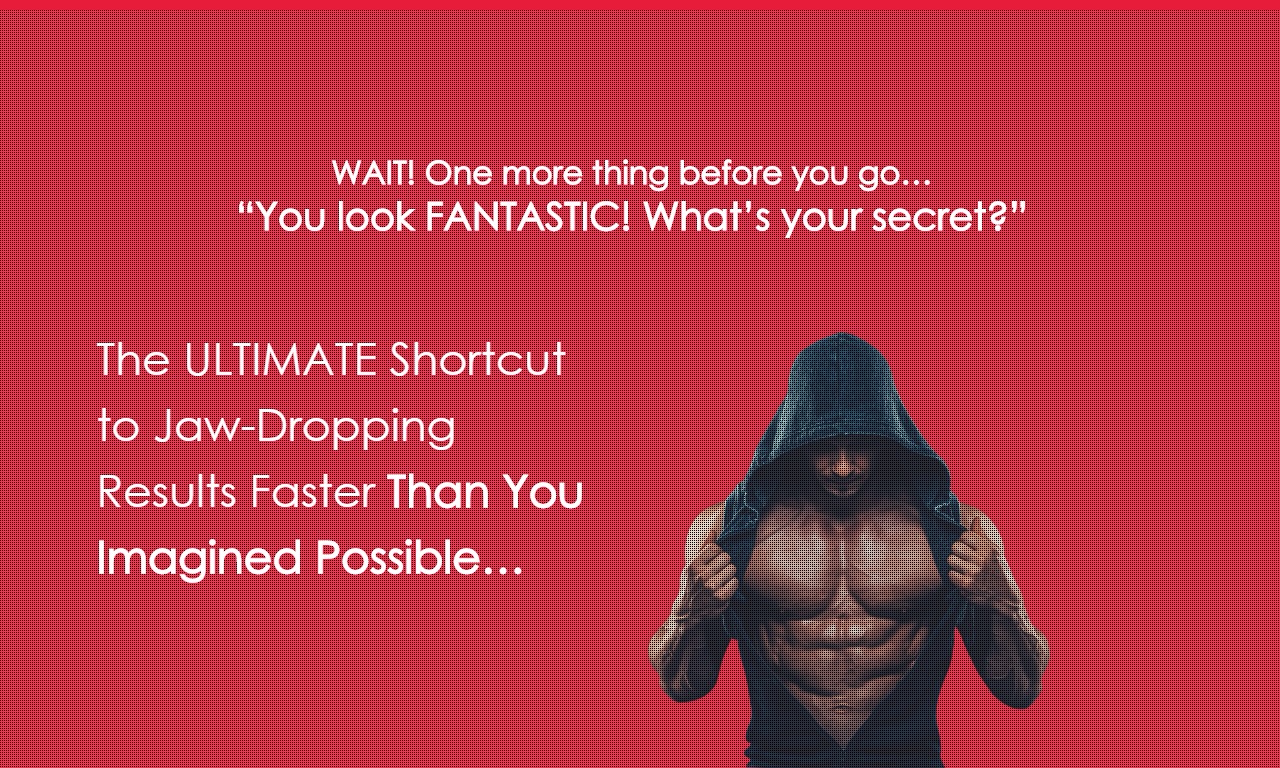 WAIT! One more thing before you go…
“You look FANTASTIC! What’s your secret?”
The ULTIMATE Shortcut
to Jaw-Dropping
Results Faster Than You
Imagined Possible…